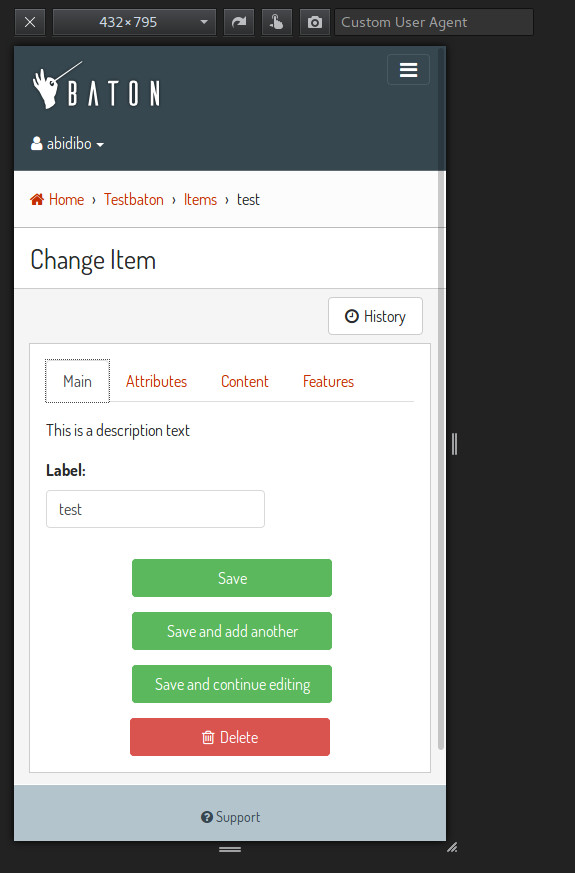 432×795
Custom User Agent
BATON
abidibo
Home › Testbaton › Items › test
Change Item
History
Main Attributes Content Features
This is a description text
Label:
test
Save
Save and add another
Save and continue editing
Delete
Support